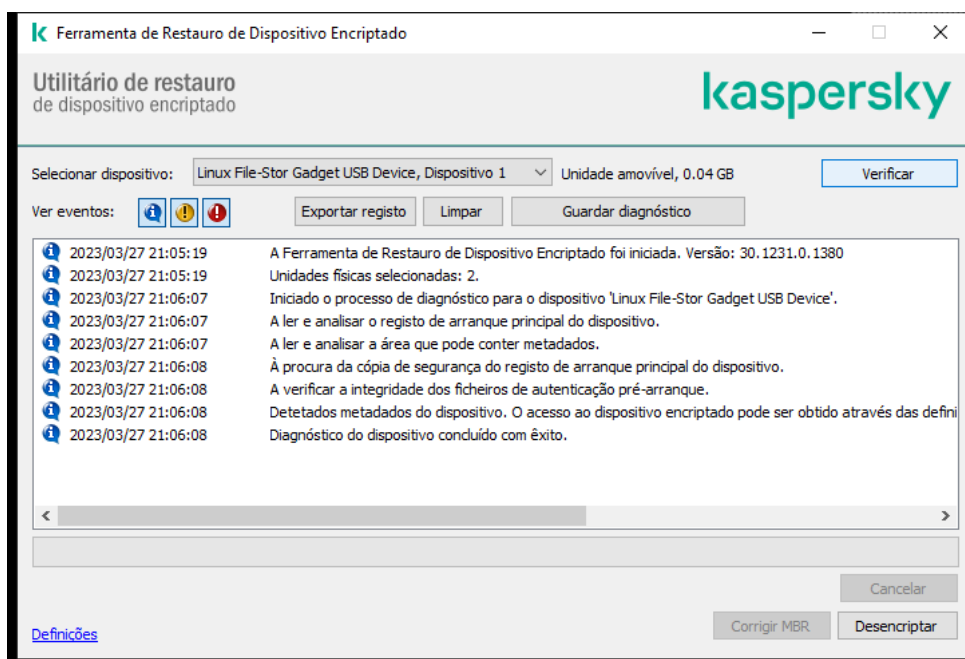 Ferramenta de Restauro de Dispositivo Encriptado
Utilitário de restauro
de dispositivo encriptado
kaspersky
Selecionar dispositivo: Linux File-Stor Gadget USB Device, Dispositivo 1 Unidade amovível, 0.04 GB Verificar
Ver eventos: Exportar registo Limpar Guardar diagnóstico
2023/03/27 21:05:19 A Ferramenta de Restauro de Dispositivo Encriptado foi iniciada. Versão: 30.1231.0.1380
2023/03/27 21:05:19 Unidades físicas selecionadas: 2.
2023/03/27 21:06:07 Iniciado o processo de diagnóstico para o dispositivo 'Linux File-Stor Gadget USB Device'.
2023/03/27 21:06:07 A ler e analisar o registo de arranque principal do dispositivo.
2023/03/27 21:06:07 A ler e analisar a área que pode conter metadados.
2023/03/27 21:06:08 À procura da cópia de segurança do registo de arranque principal do dispositivo.
2023/03/27 21:06:08 A verificar a integridade dos ficheiros de autenticação pré-arranque.
2023/03/27 21:06:08 Detetados metadados do dispositivo. O acesso ao dispositivo encriptado pode ser obtido através das defini
2023/03/27 21:06:08 Diagnóstico do dispositivo concluído com êxito.
Cancelar
Definições Corrigir MBR Desencriptar